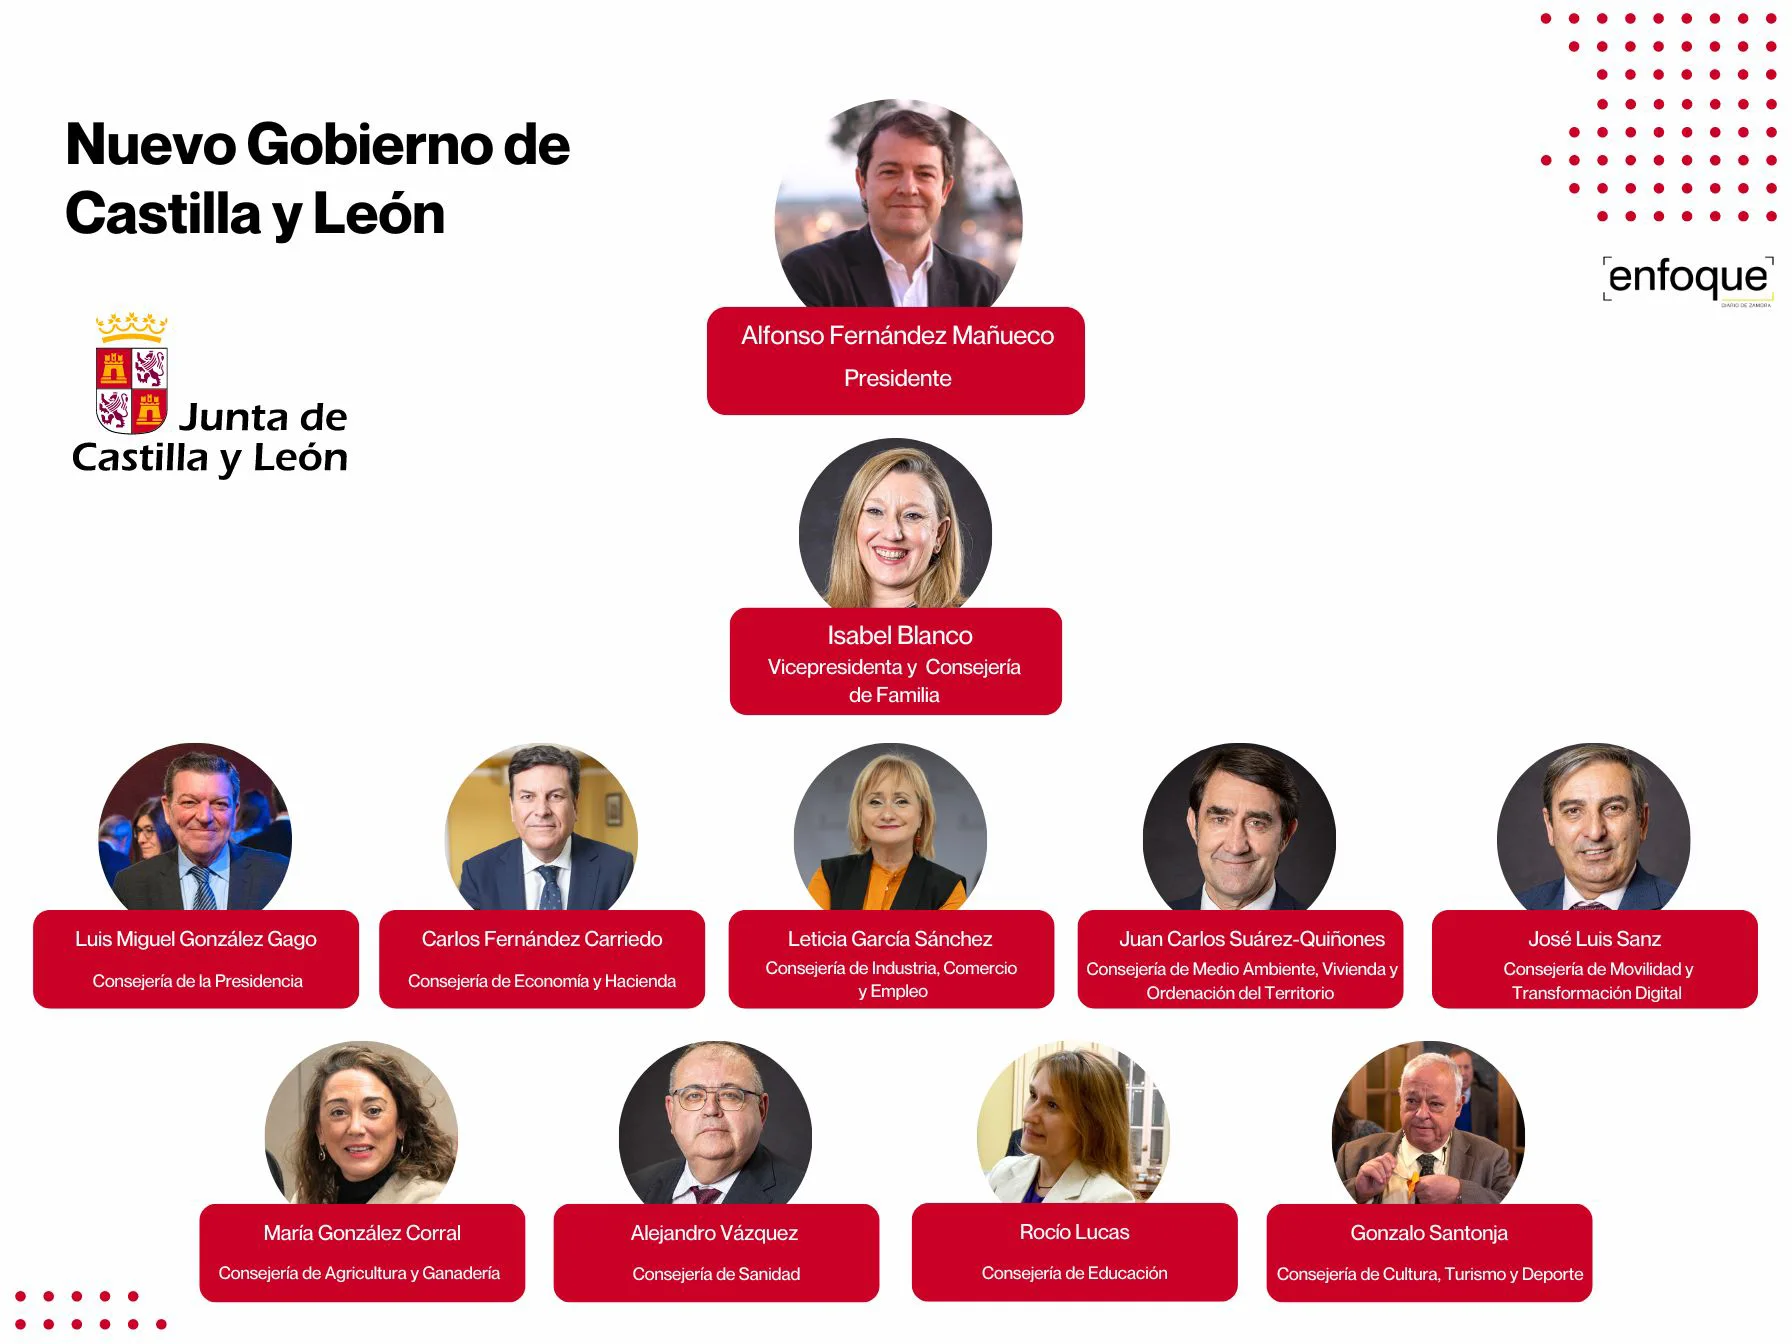 Nuevo Gobierno de
Castilla y León
Junta de
Castilla y León
enfoque
DIARIO DE ZAMORA
Alfonso Fernández Mañueco
Presidente
Isabel Blanco
Vicepresidenta y Consejería
de Familia
Luis Miguel González Gago
Consejería de la Presidencia
Carlos Fernández Carriedo
Consejería de Economía y Hacienda
Leticia García Sánchez
Consejería de Industria, Comercio
y Empleo
Juan Carlos Suárez-Quiñones
Consejería de Medio Ambiente, Vivienda y
Ordenación del Territorio
José Luis Sanz
Consejería de Movilidad y
Transformación Digital
María González Corral
Consejería de Agricultura y Ganadería
Alejandro Vázquez
Consejería de Sanidad
Rocío Lucas
Consejería de Educación
Gonzalo Santonja
Consejería de Cultura, Turismo y Deporte